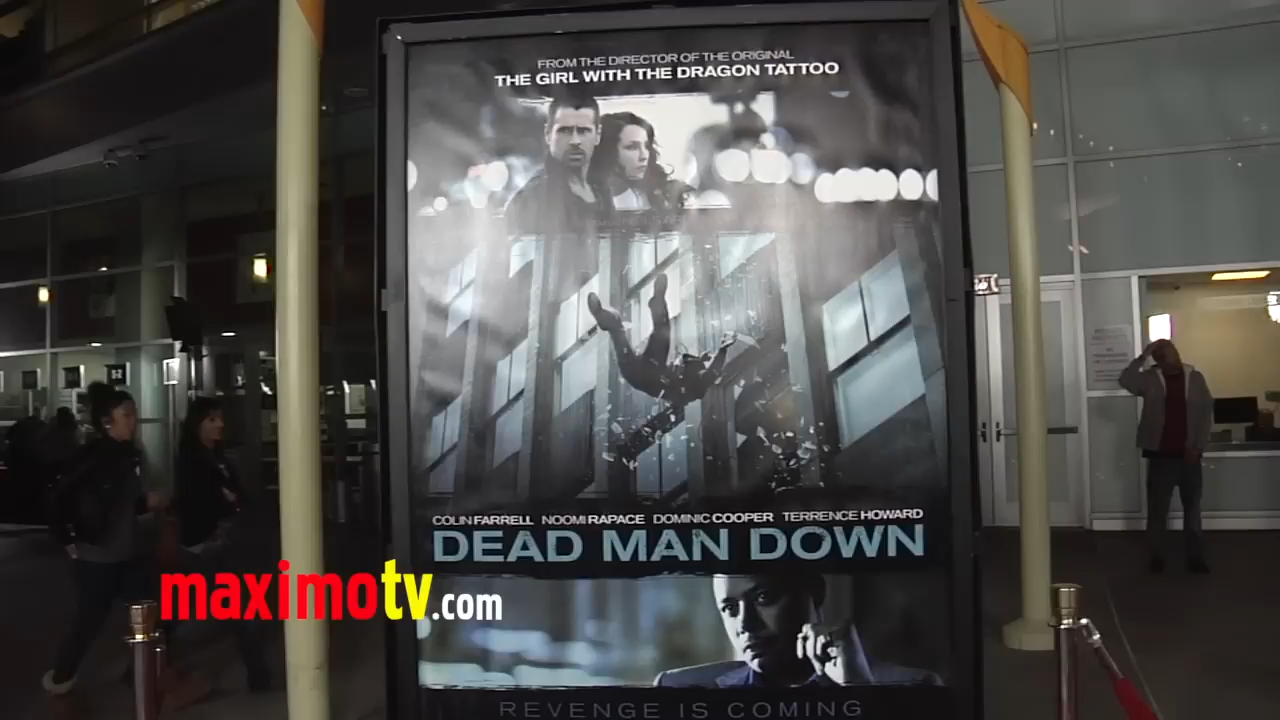 FROM THE DIRECTOR OF THE ORIGINAL
THE GIRL WITH THE DRAGON TATTOO
COLIN FARRELL NOOMI RAPACE DOMINIC COOPER TERRENCE HOWARD
DEAD MAN DOWN
maximotv.com
REVENGE IS COMING